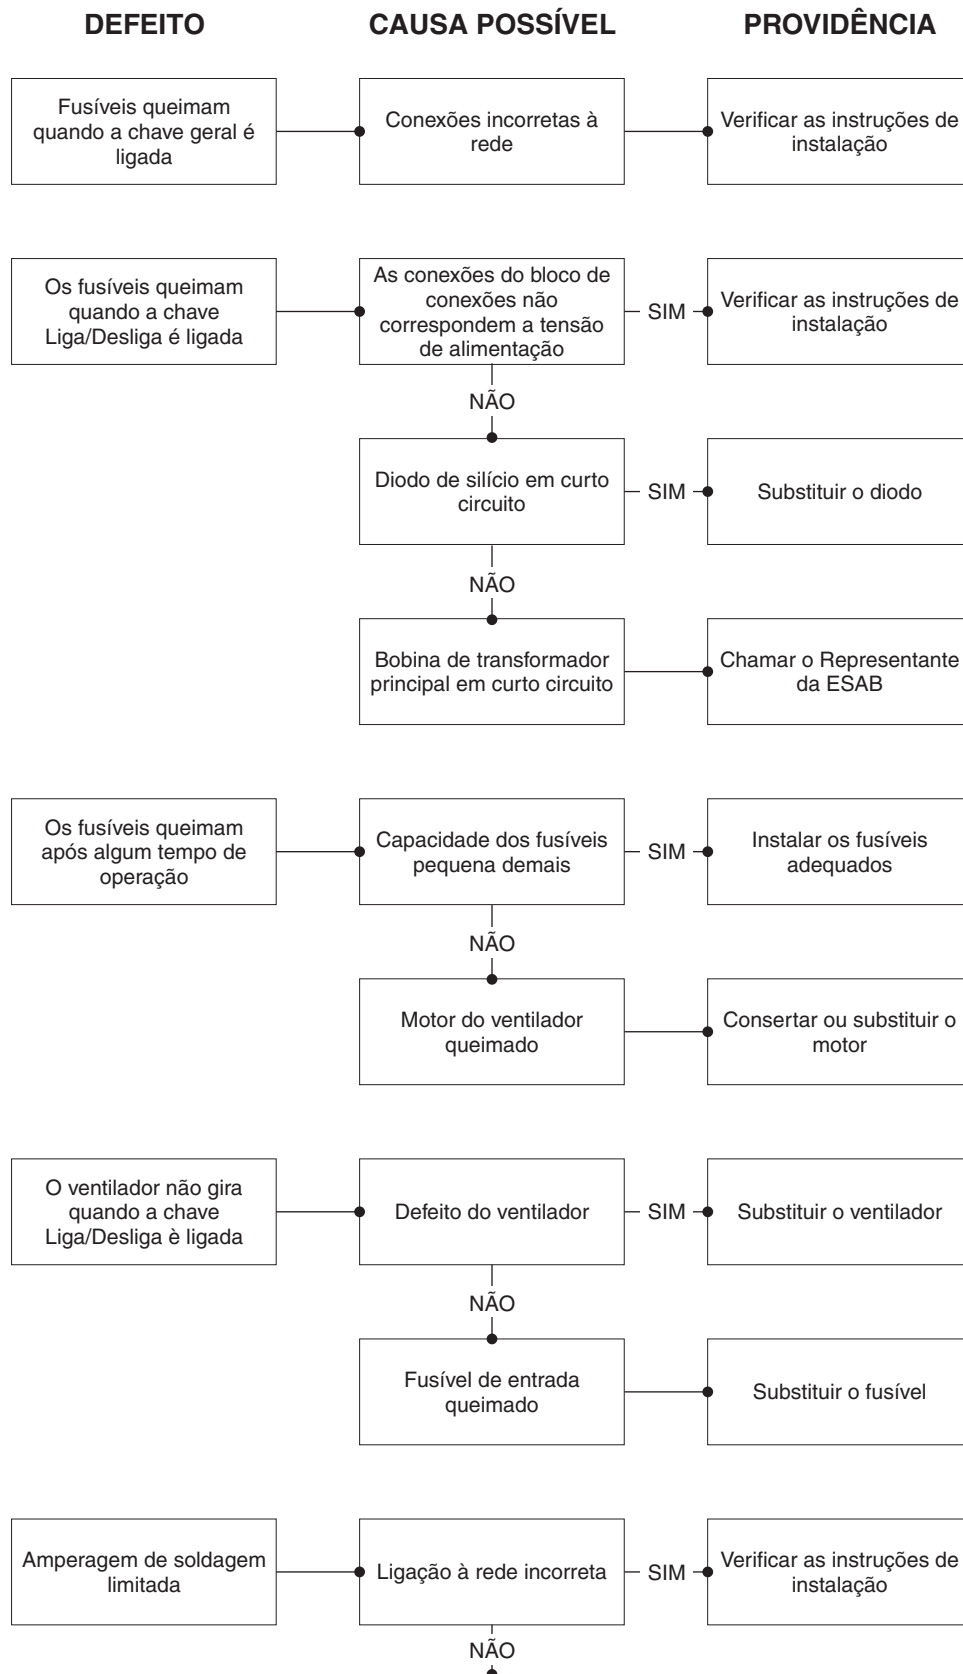 DEFEITO
CAUSA POSSÍVEL
PROVIDÊNCIA
Fusíveis queimam
quando a chave geral é
ligada
Conexões incorretas à
rede
Verificar as instruções de
instalação
Os fusíveis queimam
quando a chave
Liga/Desliga é ligada
As conexões do bloco de
conexões não
correspondem a tensão
de alimentação
SIM
Verificar as instruções de
instalação
NÃO
Diodo de silício em curto
circuito
SIM
Substituir o diodo
NÃO
Bobina de transformador
principal em curto circuito
Chamar o Representante
da ESAB
Os fusíveis queimam
após algum tempo de
operação
Capacidade dos fusíveis
pequena demais
SIM
Instalar os fusíveis
adequados
NÃO
Motor do ventilador
queimado
Consertar ou substituir o
motor
O ventilador não gira
quando a chave
Liga/Desliga è ligada
Defeito do ventilador
SIM
Substituir o ventilador
NÃO
Fusível de entrada
queimado
Substituir o fusível
Amperagem de soldagem
limitada
Ligação à rede incorreta
SIM
Verificar as instruções de
instalação
NÃO